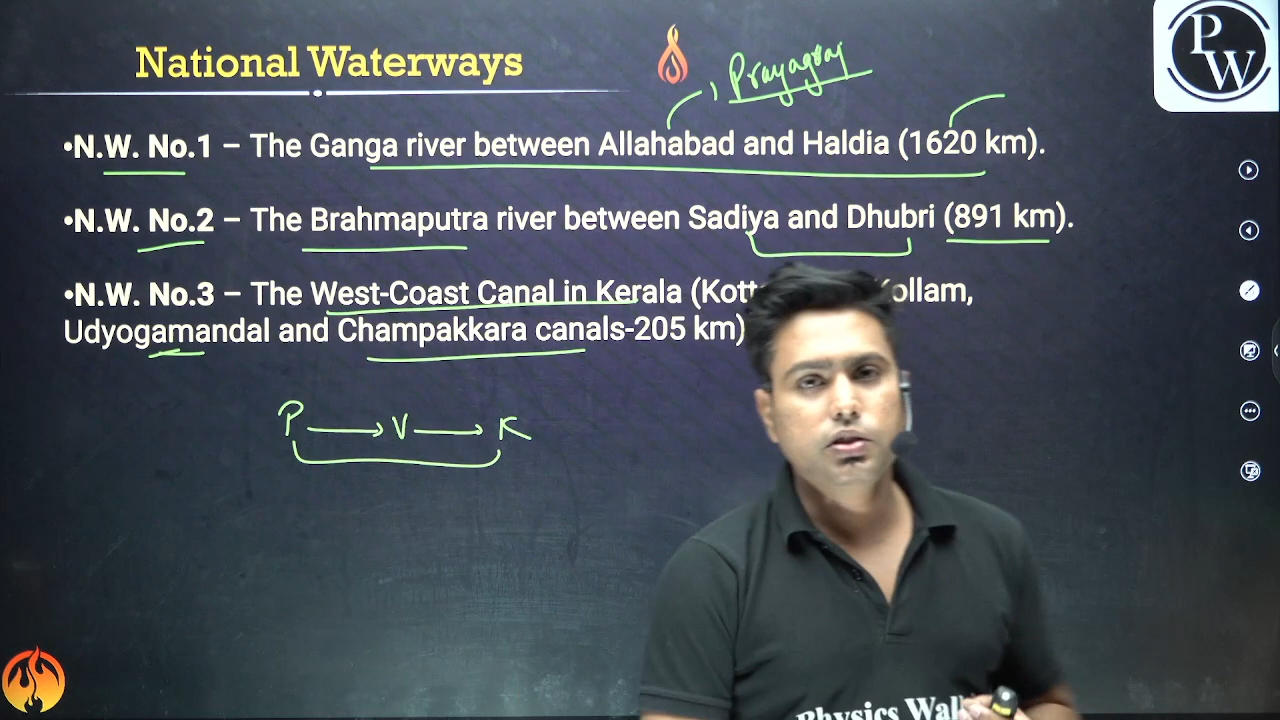 National Waterways
Prayagraj
PW
•N.W. No.1 – The Ganga river between Allahabad and Haldia (1620 km).
•N.W. No.2 – The Brahmaputra river between Sadiya and Dhubri (891 km).
•N.W. No.3 – The West-Coast Canal in Kerala (Kollam,
Udyogamandal and Champakkara canals-205 km)
P → V → K
Physics